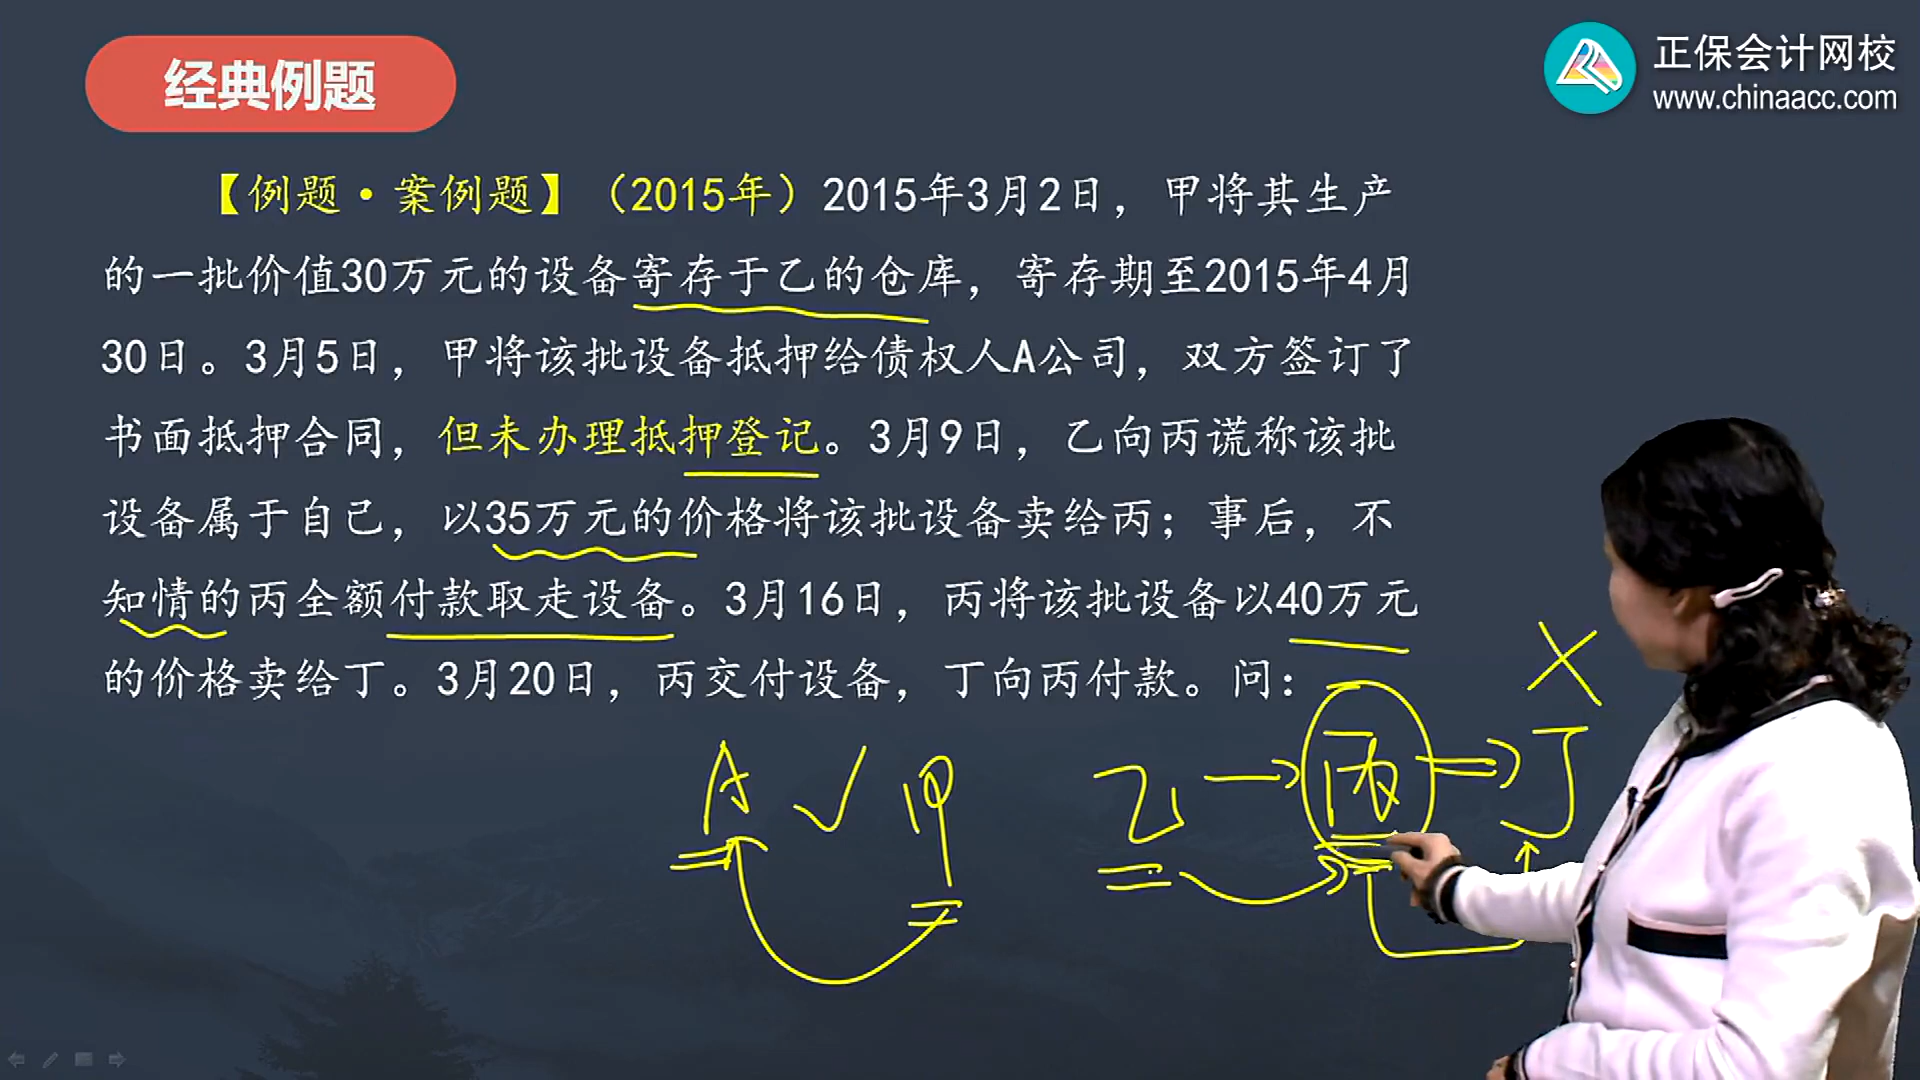 经典例题
正保会计网校
www.chinaacc.com
【例题·案例题】（2015年）2015年3月2日，甲将其生产
的一批价值30万元的设备寄存于乙的仓库，寄存期至2015年4月
30日。3月5日，甲将该批设备抵押给债权人A公司，双方签订了
书面抵押合同，但未办理抵押登记。3月9日，乙向丙谎称该批
设备属于自己，以35万元的价格将该批设备卖给丙；事后，不
知情的丙全额付款取走设备。3月16日，丙将该批设备以40万元
的价格卖给丁。3月20日，丙交付设备，丁向丙付款。问：
A 甲 乙 丙 丁